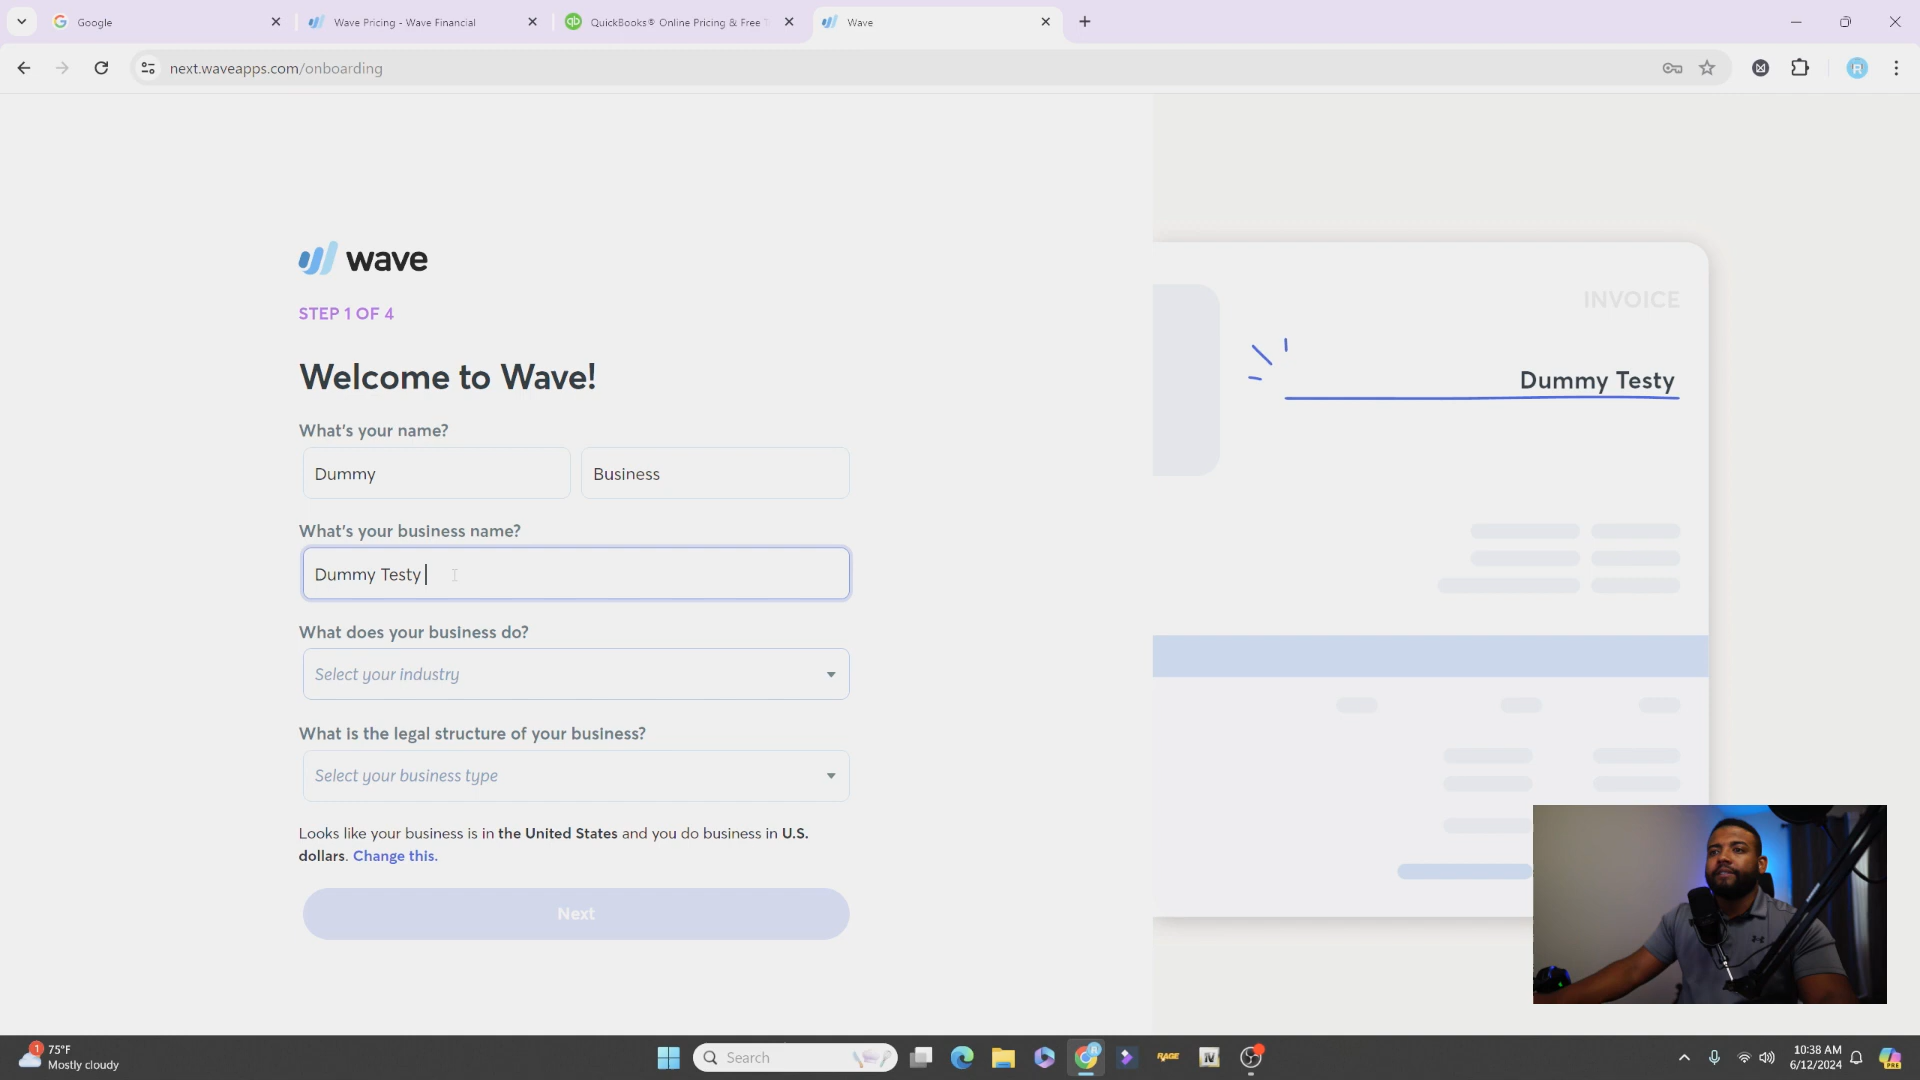 Google
Wave Pricing - Wave Financial
QuickBooks® Online Pricing & Free
Wave
next.waveapps.com/onboarding
wave
STEP 1 OF 4
Welcome to Wave!
What's your name?
Dummy
Business
What's your business name?
Dummy Testy
What does your business do?
Select your industry
What is the legal structure of your business?
Select your business type
Looks like your business is in the United States and you do business in U.S.
dollars. Change this.
Next
INVOICE
Dummy Testy
1
75°F
Mostly cloudy
Search
RAGE
10:38 AM
6/12/2024
PRE